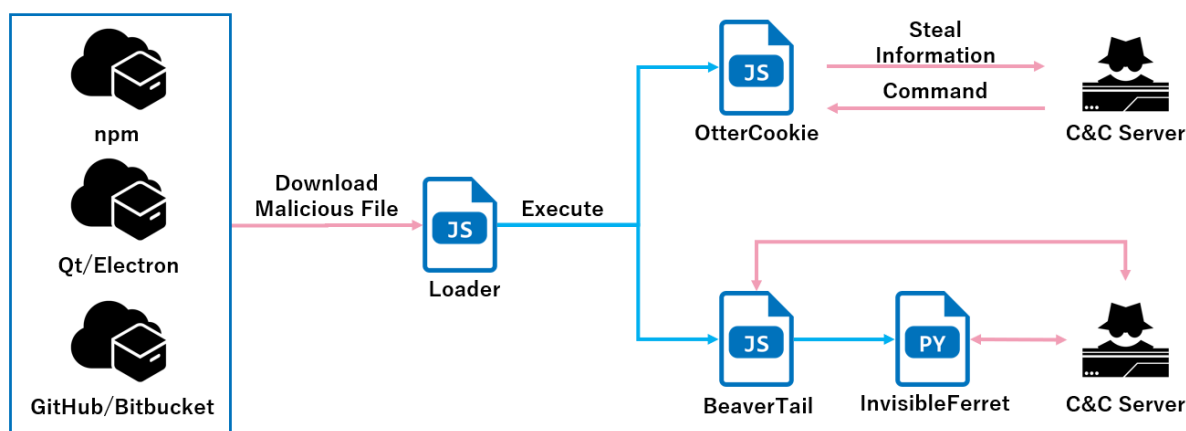 npm
Qt/Electron
GitHub/Bitbucket
Download
Malicious File
JS
Loader
Execute
JS
OtterCookie
Steal
Information
Command
C&C Server
JS
BeaverTail
PY
InvisibleFerret
C&C Server